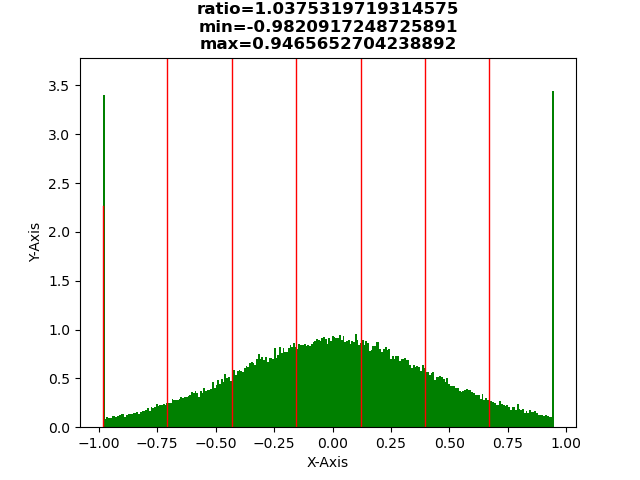 ratio=1.0375319719314575
min=-0.9820917248725891
max=0.9465652704238892
3.5
3.0
2.5
2.0
1.5
1.0
0.5
0.0
Y-Axis
−1.00 −0.75 −0.50 −0.25 0.00 0.25 0.50 0.75 1.00
X-Axis